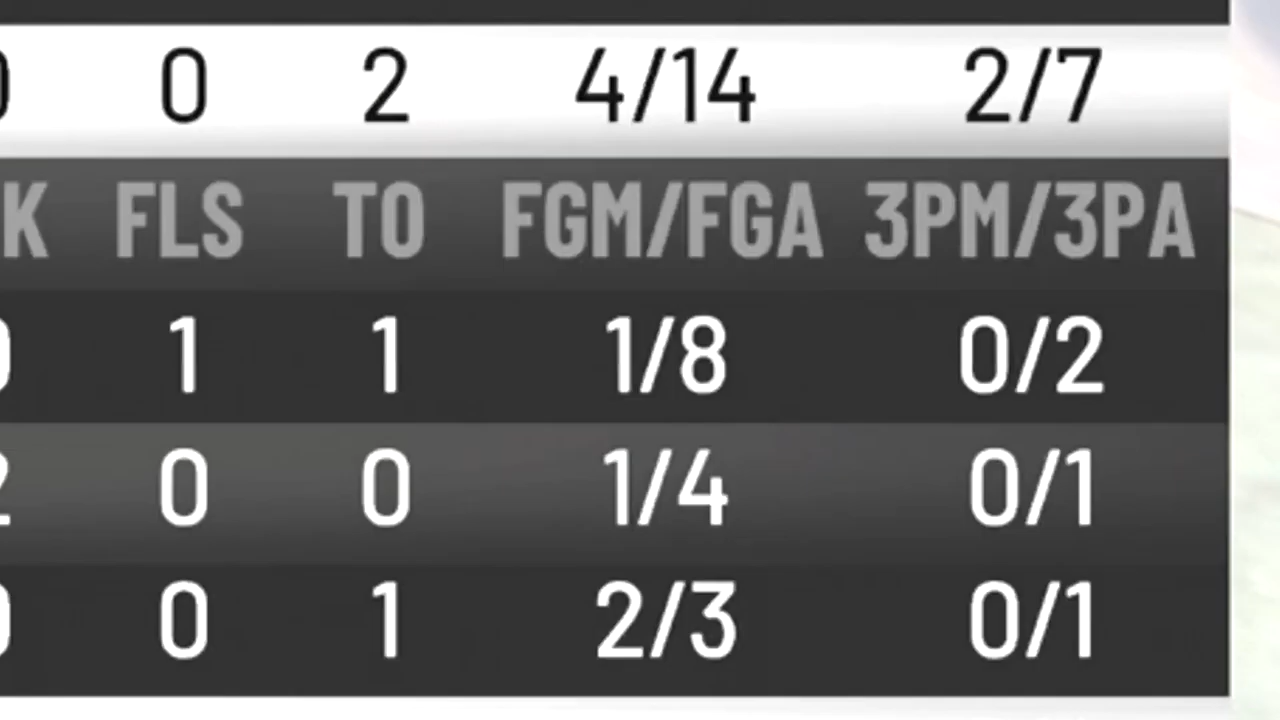 0 2 4/14 2/7
K FLS TO FGM/FGA 3PM/3PA
1 1 1/8 0/2
0 0 1/4 0/1
0 1 2/3 0/1